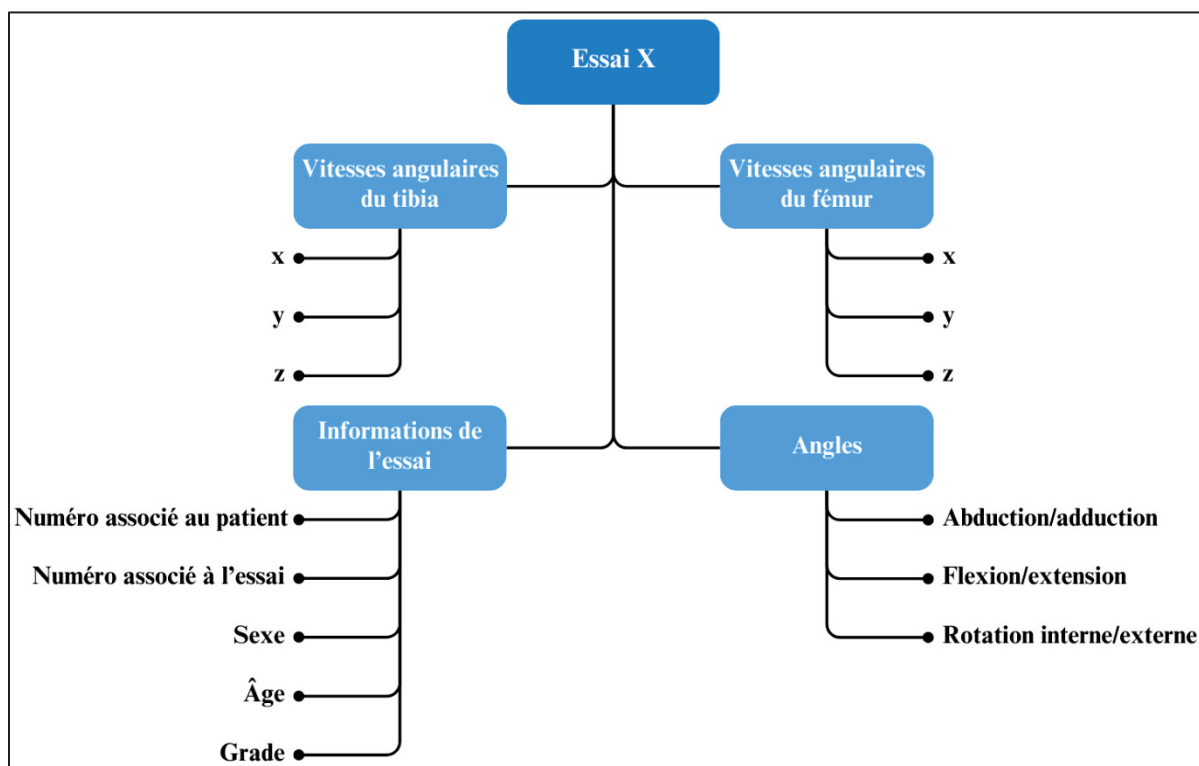 Essai X
Vitesses angulaires
du tibia
x
y
z
Vitesses angulaires
du fémur
x
y
z
Informations de
l'essai
Numéro associé au patient
Numéro associé à l'essai
Sexe
Âge
Grade
Angles
Abduction/adduction
Flexion/extension
Rotation interne/externe